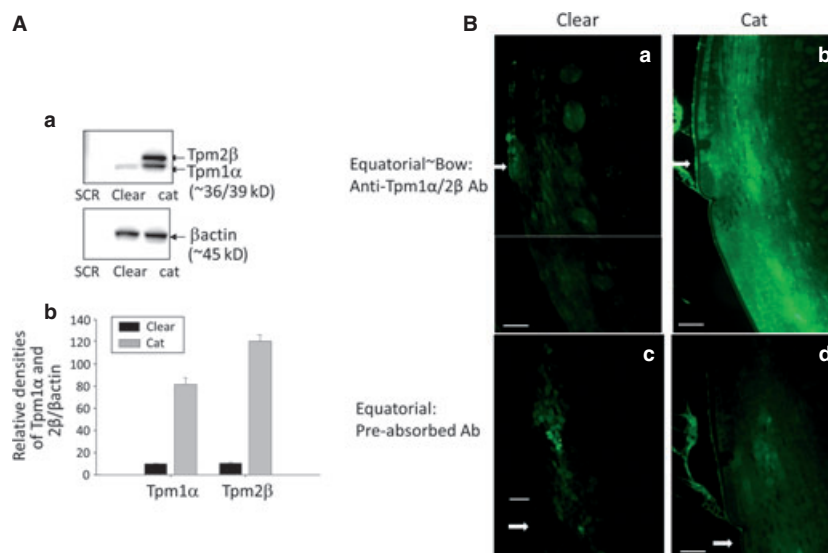 A
a
Tpm2β
Tpm1α
(~36/39 kD)
SCR Clear cat
βactin
(~45 kD)
SCR Clear cat
b
Relative densities
of Tpm1α and
2β/βactin
140
120
100
80
60
40
20
0
Clear
Cat
Tpm1α Tpm2β
B
Clear Cat
a
b
Equatorial~Bow:
Anti-Tpm1α/2β Ab
c
d
Equatorial:
Pre-absorbed Ab